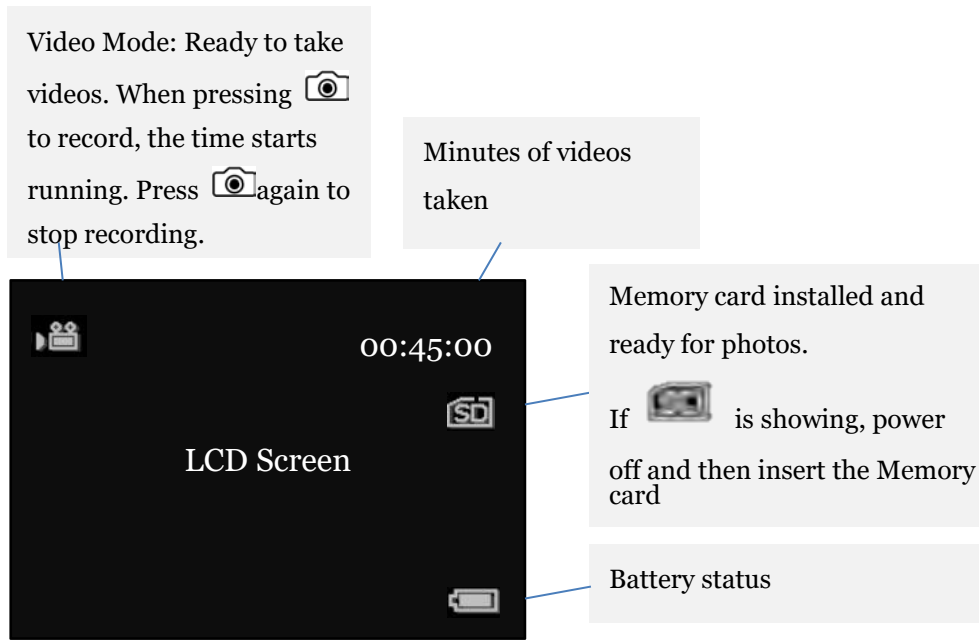 Video Mode: Ready to take
videos. When pressing
to record, the time starts
running. Press again to
stop recording.
Minutes of videos
taken
00:45:00
SD
LCD Screen
Memory card installed and
ready for photos.
If is showing, power
off and then insert the Memory
card
Battery status